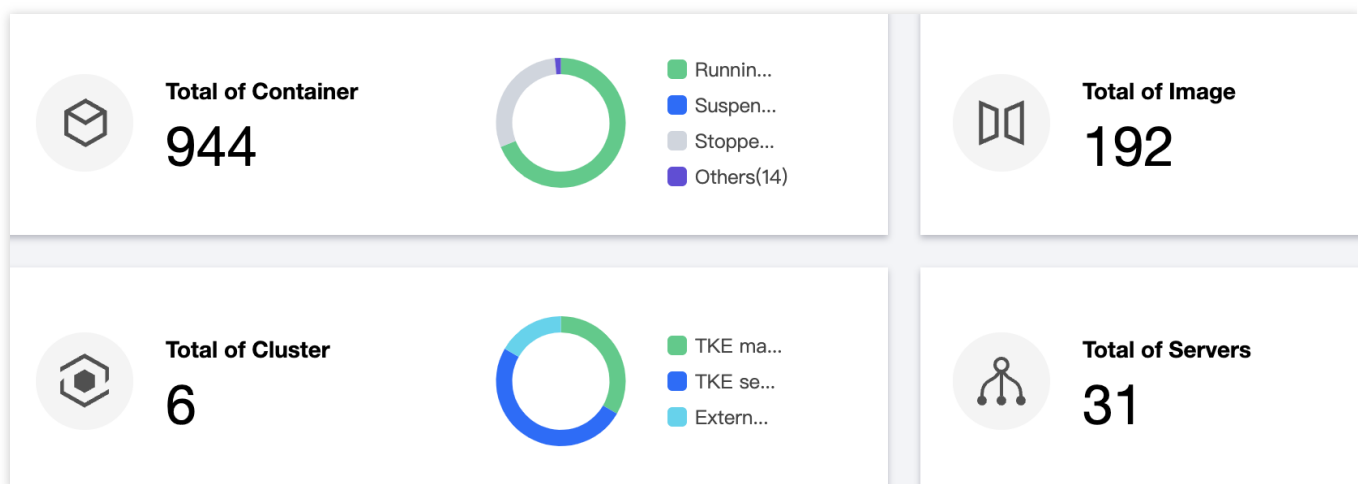 Total of Container
944
Runnin...
Suspen...
Stoppe...
Others(14)
Total of Image
192
Total of Cluster
6
TKE ma...
TKE se...
Extern...
Total of Servers
31